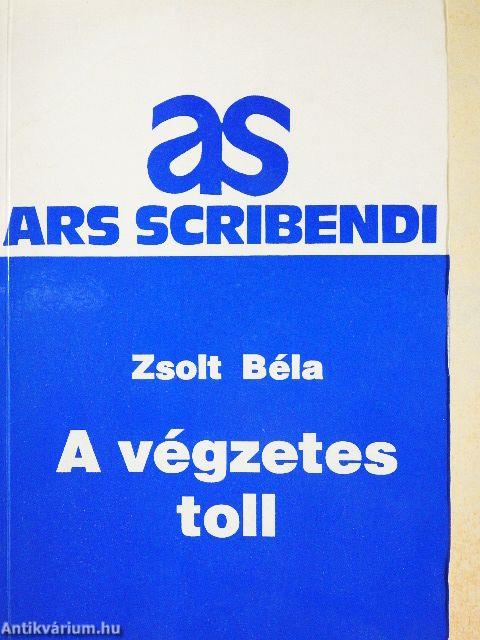 as
ARS SCRIBENDI
Zsolt Béla
A végzetes
toll
Antikvárium.hu